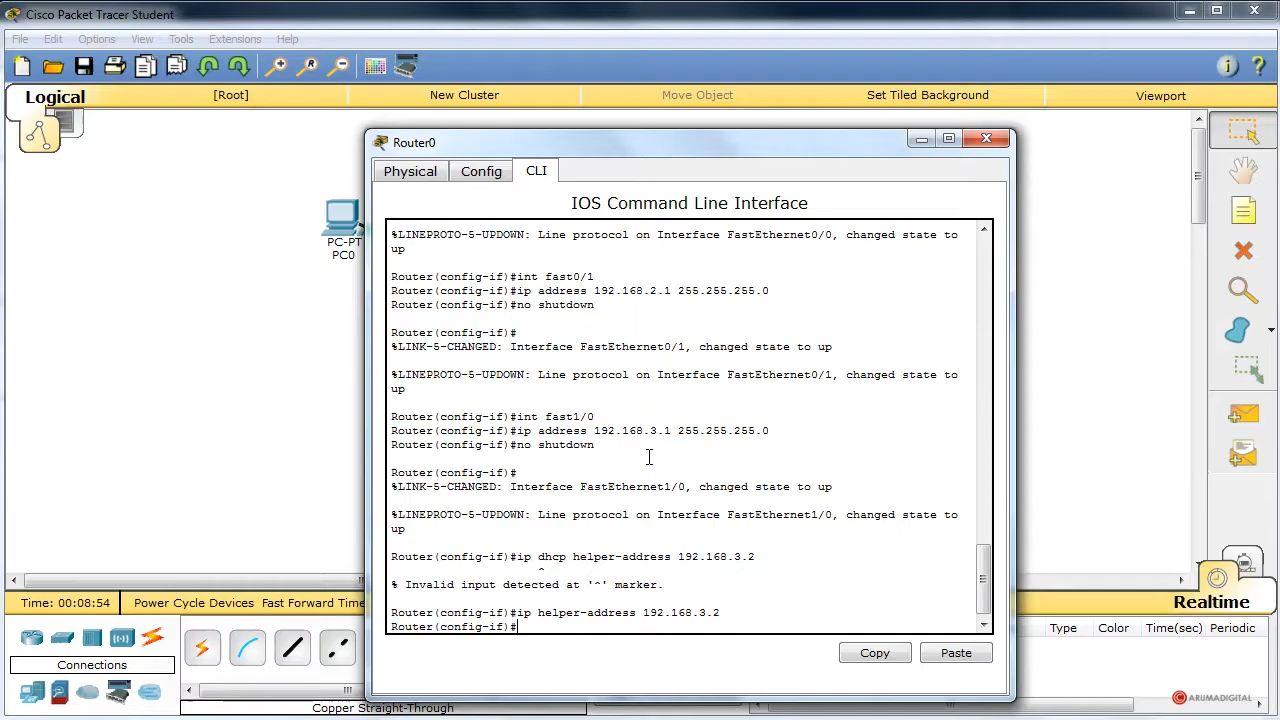 Cisco Packet Tracer Student
File Edit Options View Tools Extensions Help
Logical [Root] New Cluster Move Object Set Tiled Background Viewport
Router0
Physical Config CLI
IOS Command Line Interface
%LINEPROTO-5-UPDOWN: Line protocol on Interface FastEthernet0/0, changed state to
up
Router(config-if)#int fast0/1
Router(config-if)#ip address 192.168.2.1 255.255.255.0
Router(config-if)#no shutdown
Router(config-if)#
%LINK-5-CHANGED: Interface FastEthernet0/1, changed state to up
%LINEPROTO-5-UPDOWN: Line protocol on Interface FastEthernet0/1, changed state to
up
Router(config-if)#int fast1/0
Router(config-if)#ip address 192.168.3.1 255.255.255.0
Router(config-if)#no shutdown
Router(config-if)#
%LINK-5-CHANGED: Interface FastEthernet1/0, changed state to up
%LINEPROTO-5-UPDOWN: Line protocol on Interface FastEthernet1/0, changed state to
up
Router(config-if)#ip dhcp helper-address 192.168.3.2
^
% Invalid input detected at '^' marker.
Router(config-if)#ip helper-address 192.168.3.2
Router(config-if)#
Copy Paste
PC-PT
PC0
Time: 00:08:54 Power Cycle Devices Fast Forward Time
Realtime
Connections
Copper Straight-Through
Type Color Time(sec) Periodic
ARUMADIGITAL